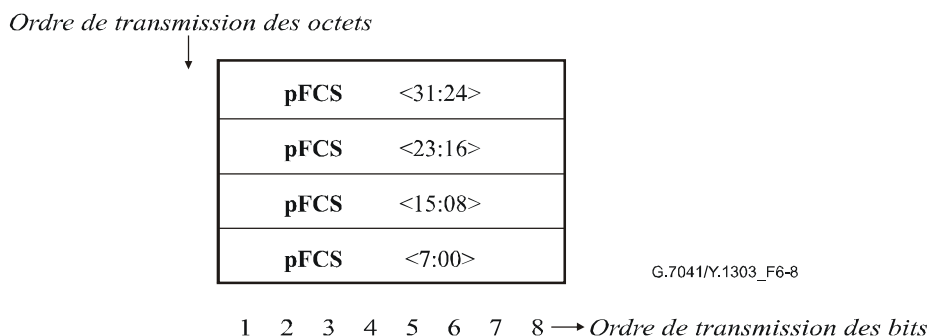 Ordre de transmission des octets
pFCS <31:24>
pFCS <23:16>
pFCS <15:08>
pFCS <7:00>
G.7041/Y.1303_F6-8
1 2 3 4 5 6 7 8 Ordre de transmission des bits